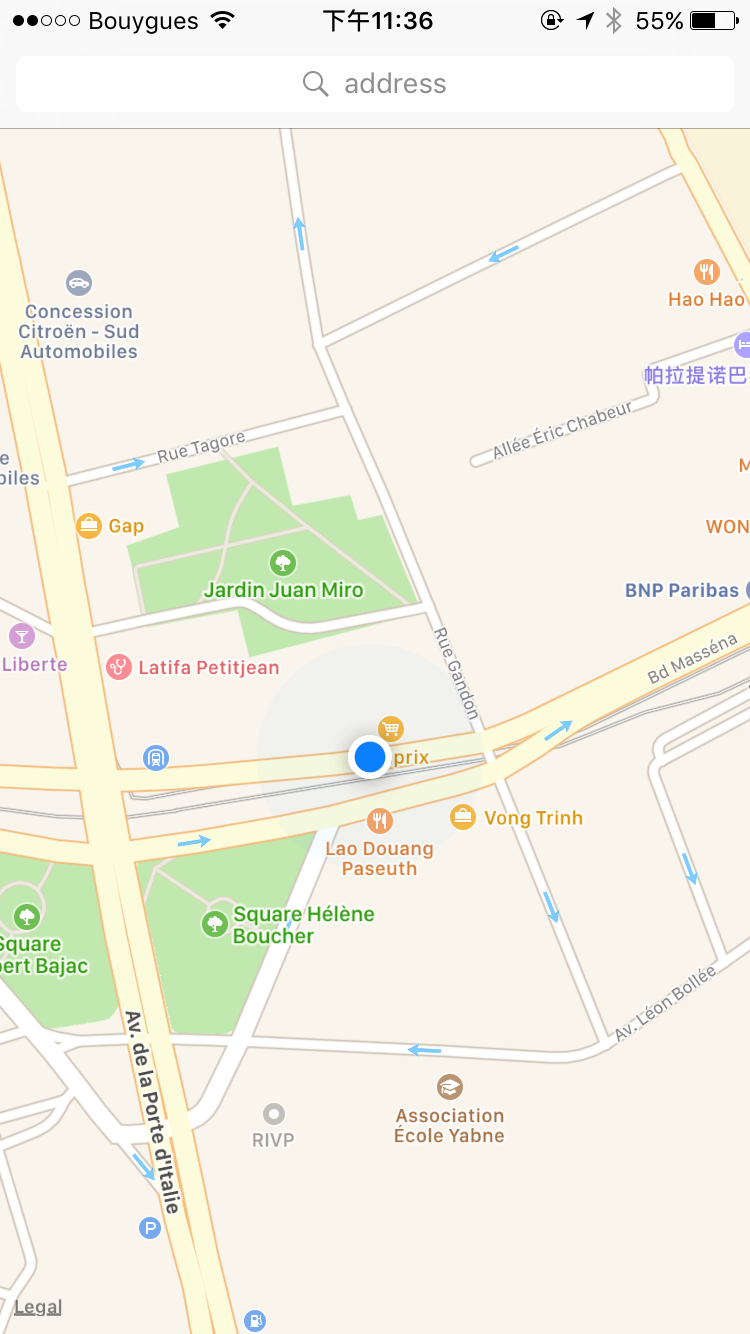 Bouygues 下午11:36 55%
address
Concession
Citroën - Sud
Automobiles
Hao Hao
帕拉提诺巴
Allée Éric Chabeur
Rue Tagore
e
biles
M
Gap
WON
Jardin Juan Miro
BNP Paribas
Liberte
Latifa Petitjean
Rue Gandon
Bd Masséna
prix
Vong Trinh
Lao Douang
Paseuth
Square Hélène
Boucher
Square
bert Bajac
Av. Léon Bollée
Av. de la Porte d'Italie
Association
École Yabne
RIVP
P
Legal